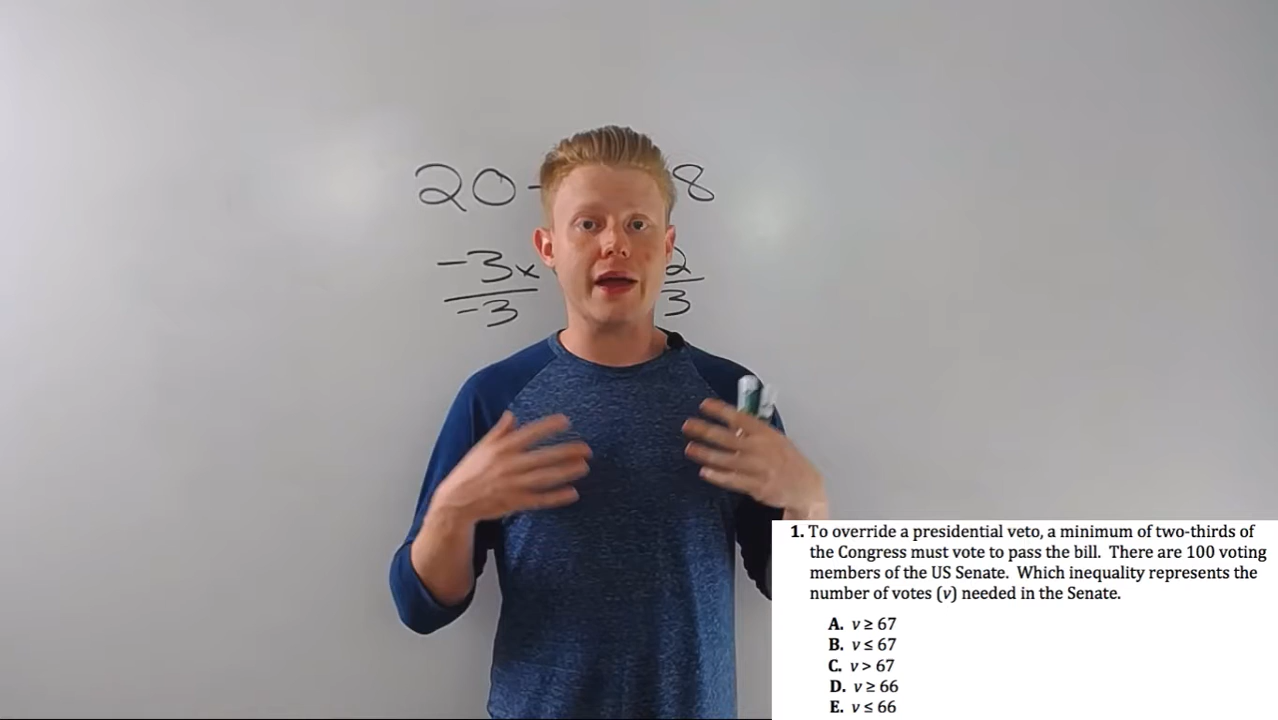 20- 8
-3x 2
-3 3
1. To override a presidential veto, a minimum of two-thirds of
the Congress must vote to pass the bill. There are 100 voting
members of the US Senate. Which inequality represents the
number of votes (v) needed in the Senate.
A. v ≥ 67
B. v ≤ 67
C. v > 67
D. v ≥ 66
E. v ≤ 66